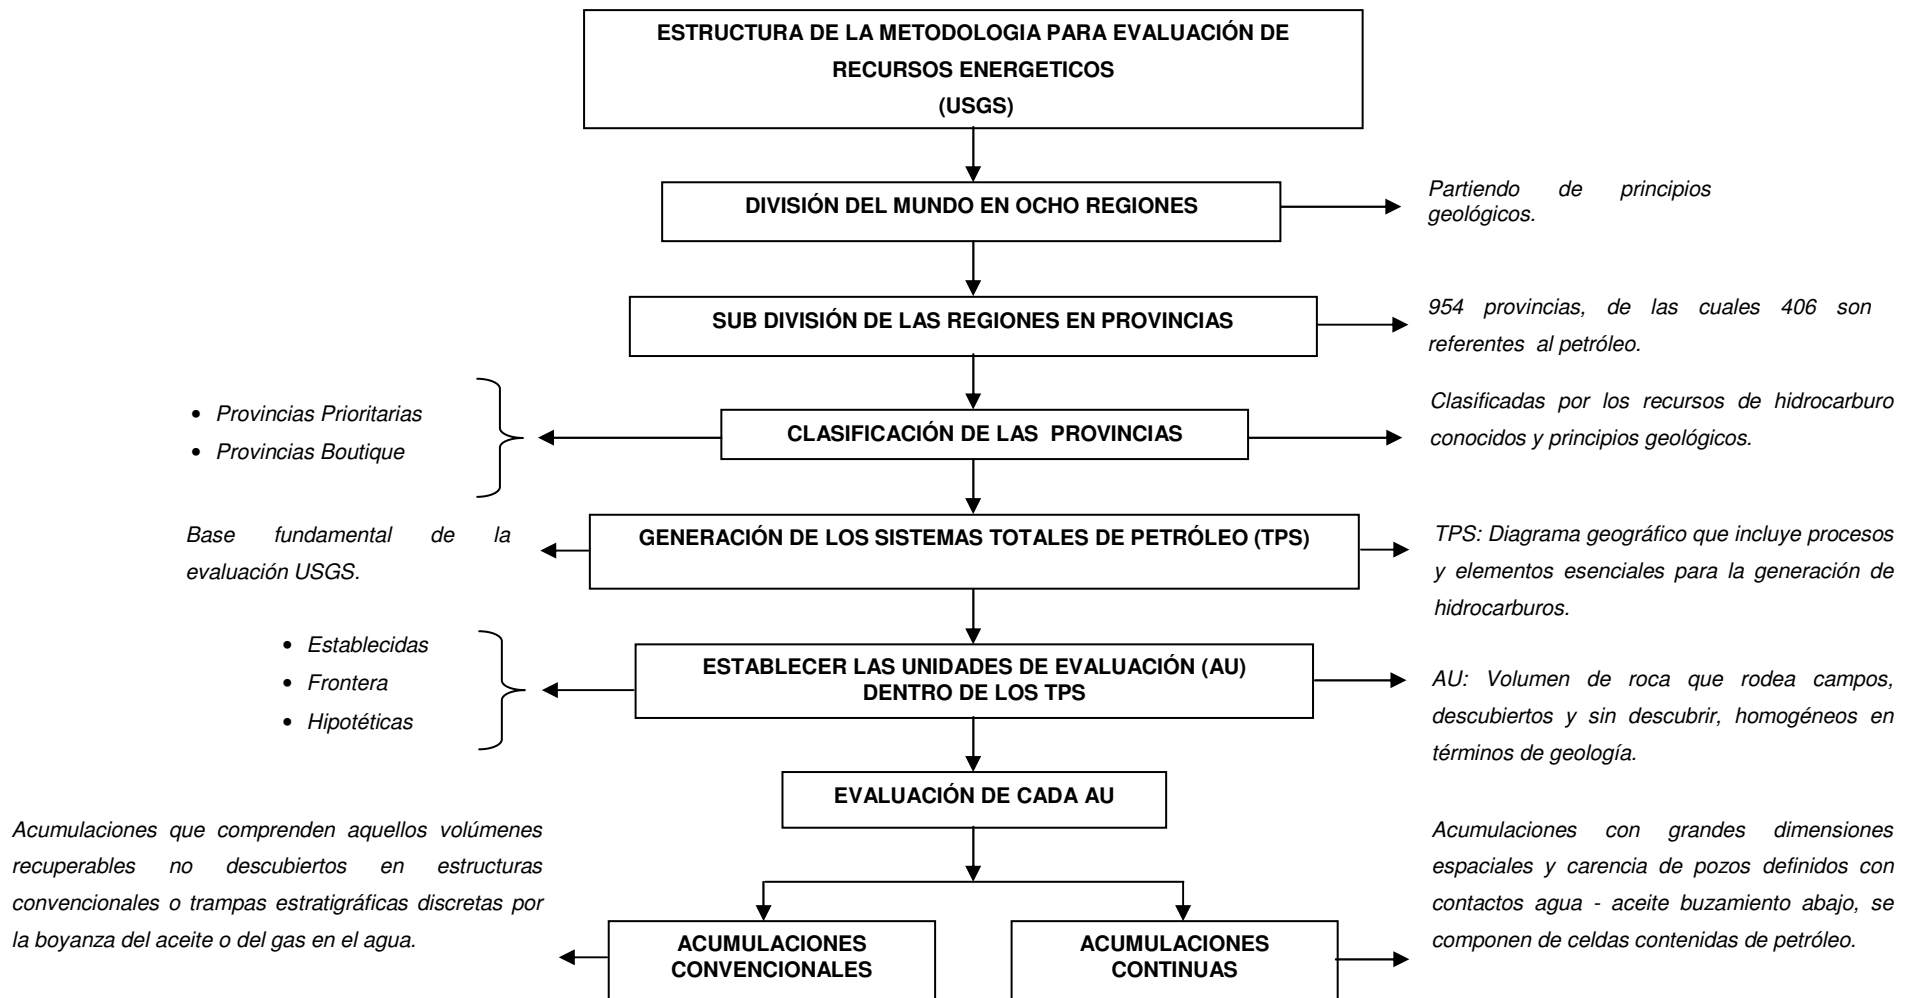 ESTRUCTURA DE LA METODOLOGIA PARA EVALUACIÓN DE
RECURSOS ENERGETICOS
(USGS)
DIVISIÓN DEL MUNDO EN OCHO REGIONES
Partiendo de principios
geológicos.
SUB DIVISIÓN DE LAS REGIONES EN PROVINCIAS
954 provincias, de las cuales 406 son
referentes al petróleo.
• Provincias Prioritarias
• Provincias Boutique
CLASIFICACIÓN DE LAS PROVINCIAS
Clasificadas por los recursos de hidrocarburo
conocidos y principios geológicos.
Base fundamental de la
evaluación USGS.
GENERACIÓN DE LOS SISTEMAS TOTALES DE PETRÓLEO (TPS)
TPS: Diagrama geográfico que incluye procesos
y elementos esenciales para la generación de
hidrocarburos.
• Establecidas
• Frontera
• Hipotéticas
ESTABLECER LAS UNIDADES DE EVALUACIÓN (AU)
DENTRO DE LOS TPS
AU: Volumen de roca que rodea campos,
descubiertos y sin descubrir, homogéneos en
términos de geología.
EVALUACIÓN DE CADA AU
Acumulaciones que comprenden aquellos volúmenes
recuperable no descubiertos en estructuras
convencionales o trampas estratigráficas discretas por
la boyanza del aceite o del gas en el agua.
ACUMULACIONES
CONVENCIONALES
ACUMULACIONES
CONTINUAS
Acumulaciones con grandes dimensiones
espaciales y carencia de pozos definidos con
contactos agua - aceite buzamiento abajo, se
componen de celdas contenidas de petróleo.